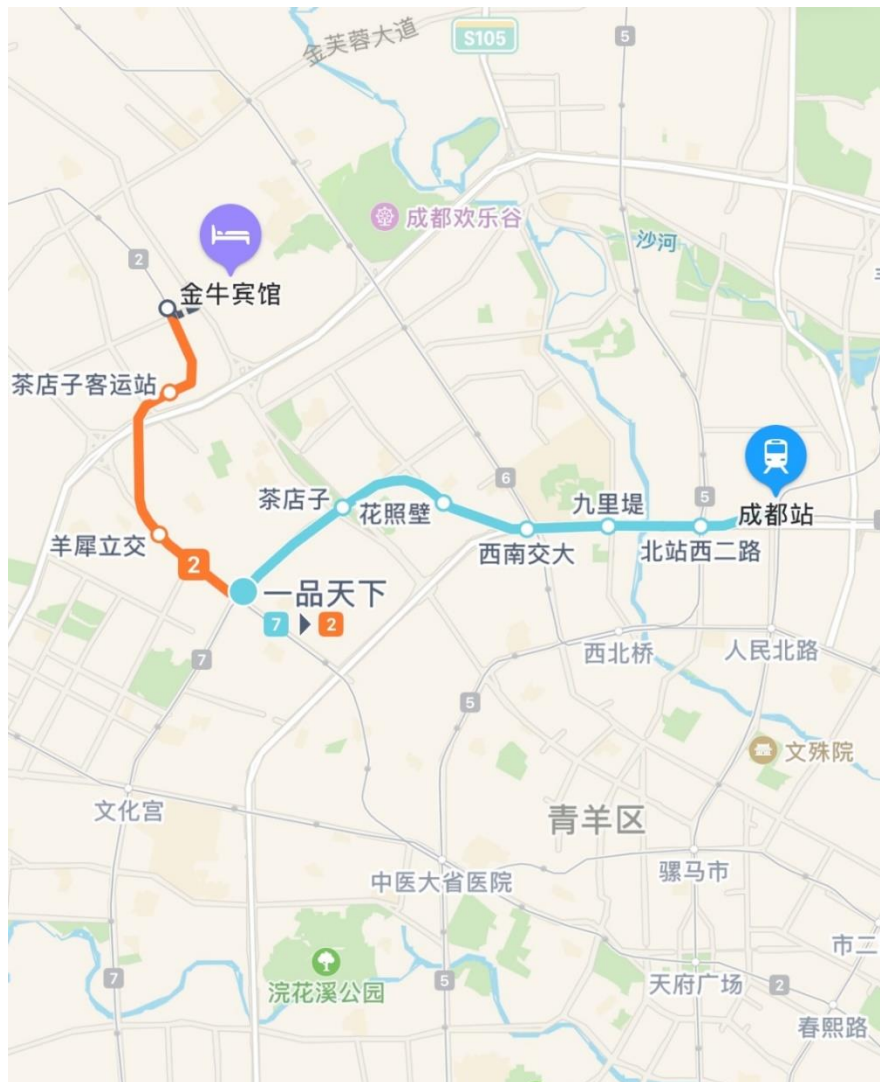 金芙蓉大道
S105
5
成都欢乐谷
沙河
2
金牛宾馆
茶店子客运站
6
茶店子
花照壁
九里堤
5
成都站
羊犀立交
2
西南交大
北站西二路
一品天下
7 2
7
西北桥
人民北路
5
文殊院
文化宫
青羊区
中医大省医院
骡马市
市二
7
浣花溪公园
5
天府广场
2
春熙路